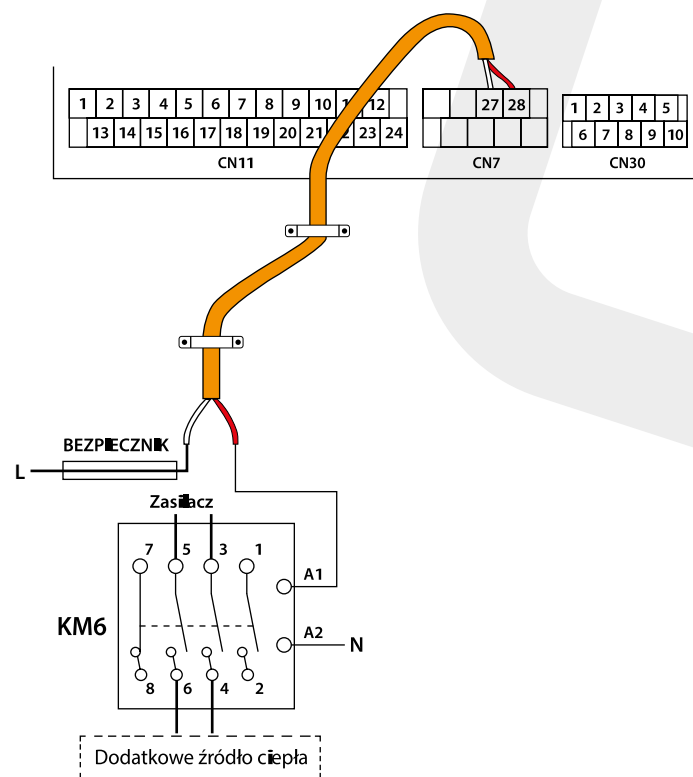 1 2 3 4 5 6 7 8 9 10 1 12
13 14 15 16 17 18 19 20 21 2 23 24
CN11
27 28
CN7
1 2 3 4 5
6 7 8 9 10
CN30
BEZPIECZNIK
L
Zasilacz
7 5 3 1
A1
A2
N
KM6
8 6 4 2
Dodatkowe źródło ciepła